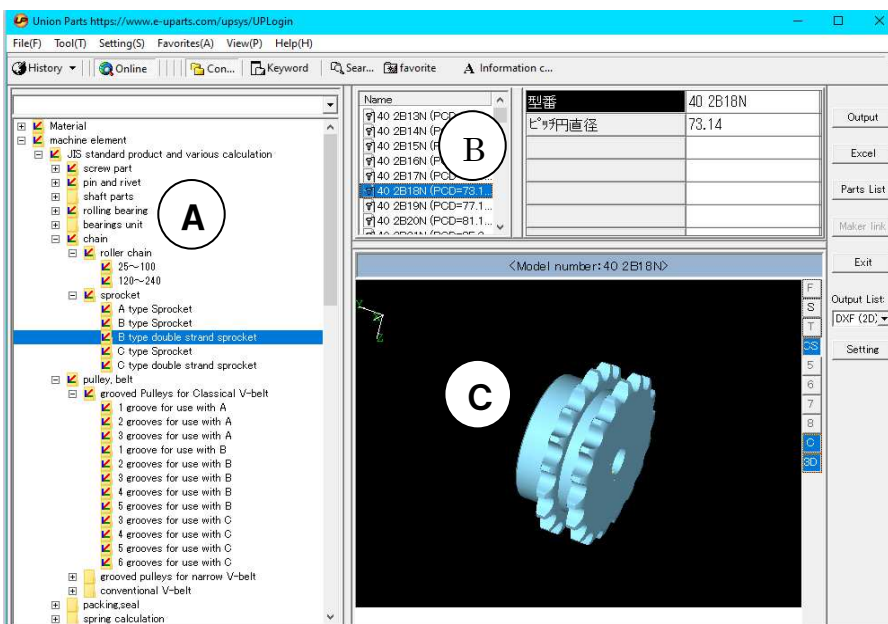 Union Parts https://www.e-uparts.com/upsys/UPLogin
File(F) Tool(T) Setting(S) Favorites(A) View(P) Help(H)
History Online Con... Keyword Sear... favorite A Information c...
Material
machine element
JIS standard product and various calculation
screw part
pin and rivet
shaft parts
rolling bearing
bearings unit
chain
roller chain
25～100
120～240
sprocket
A type Sprocket
B type Sprocket
B type double strand sprocket
C type Sprocket
C type double strand sprocket
pulley, belt
grooved Pulleys for Classical V-belt
1 groove for use with A
2 grooves for use with A
3 grooves for use with A
1 groove for use with B
2 grooves for use with B
3 grooves for use with B
4 grooves for use with B
5 grooves for use with B
3 grooves for use with C
4 grooves for use with C
5 grooves for use with C
6 grooves for use with C
grooved pulleys for narrow V-belt
conventional V-belt
packing,seal
spring calculation
A
Name
40 2B13N (PCD=
40 2B14N (P
40 2B15N (
40 2B16N (
40 2B17N (PC
40 2B18N (PCD=73.1...
40 2B19N (PCD=77.1...
40 2B20N (PCD=81.1...
B
型番 40 2B18N
ﾋﾟｯﾁ円直径 73.14
<Model number:40 2B18N>
C
F
S
T
CS
5
6
7
8
C
3D
Output
Excel
Parts List
Maker link
Exit
Output List:
DXF (2D)
Setting